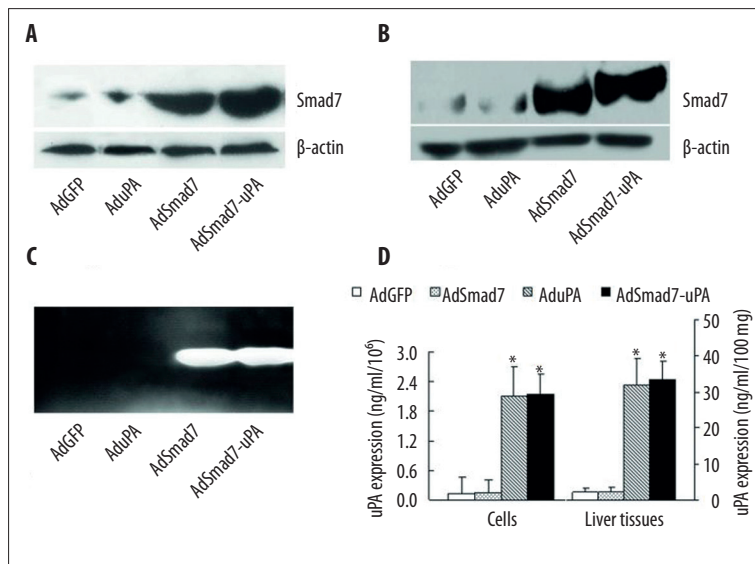 A
Smad7
β-actin
AdGFP
AduPA
AdSmad7
AdSmad7-uPA
B
Smad7
β-actin
AdGFP
AduPA
AdSmad7
AdSmad7-uPA
C
AdGFP
AduPA
AdSmad7
AdSmad7-uPA
D
AdGFP AdSmad7 AduPA AdSmad7-uPA
uPA expression (ng/ml/10⁶)
3.0
2.4
1.8
1.2
0.6
0.0
* * * *
Cells Liver tissues
50
40
30
20
10
0
uPA expression (ng/ml/100 mg)